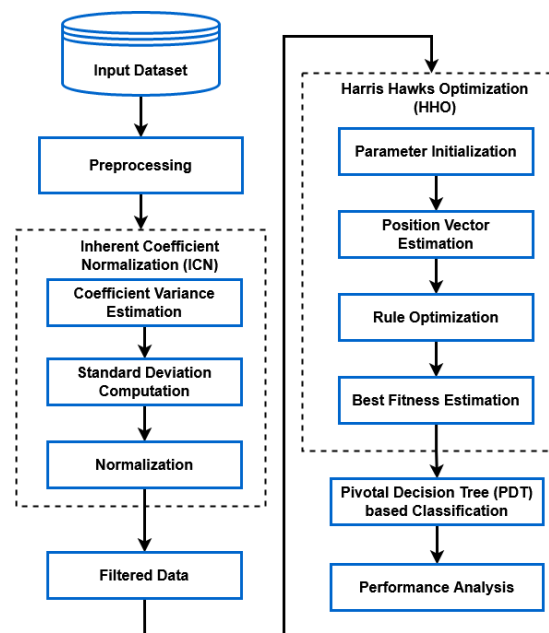 Input Dataset
Preprocessing
Inherent Coefficient
Normalization (ICN)
Coefficient Variance
Estimation
Standard Deviation
Computation
Normalization
Filtered Data
Harris Hawks Optimization
(HHO)
Parameter Initialization
Position Vector
Estimation
Rule Optimization
Best Fitness Estimation
Pivotal Decision Tree (PDT)
based Classification
Performance Analysis